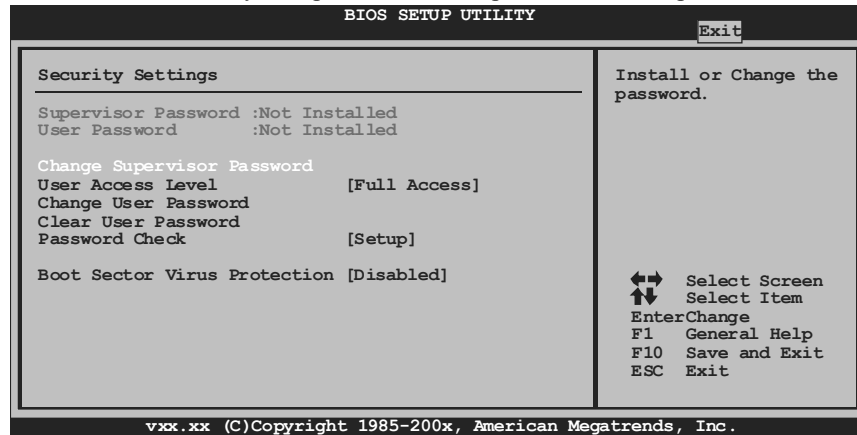 BIOS SETUP UTILITY
Exit
Security Settings
Supervisor Password :Not Installed
User Password :Not Installed
Change Supervisor Password
User Access Level [Full Access]
Change User Password
Clear User Password
Password Check [Setup]
Boot Sector Virus Protection [Disabled]
Install or Change the
password.
Select Screen
Select Item
EnterChange
F1 General Help
F10 Save and Exit
ESC Exit
vxx.xx (C)Copyright 1985-200x, American Megatrends, Inc.